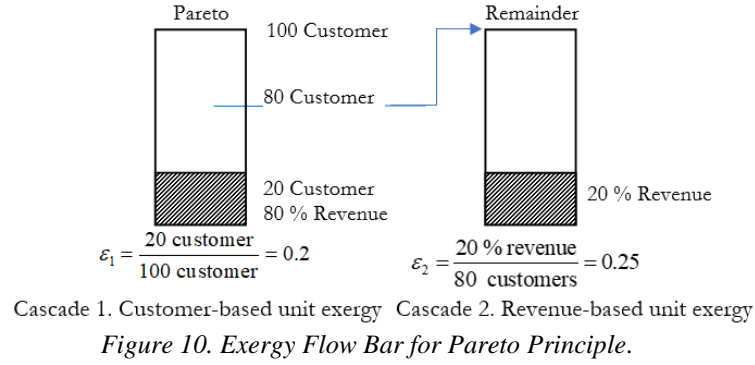 Pareto
Remainder
100 Customer
80 Customer
20 Customer
80 % Revenue
20 % Revenue
ε₁ = 20 customer / 100 customer = 0.2
ε₂ = 20 % revenue / 80 customers = 0.25
Cascade 1. Customer-based unit exergy
Cascade 2. Revenue-based unit exergy
Figure 10. Exergy Flow Bar for Pareto Principle.